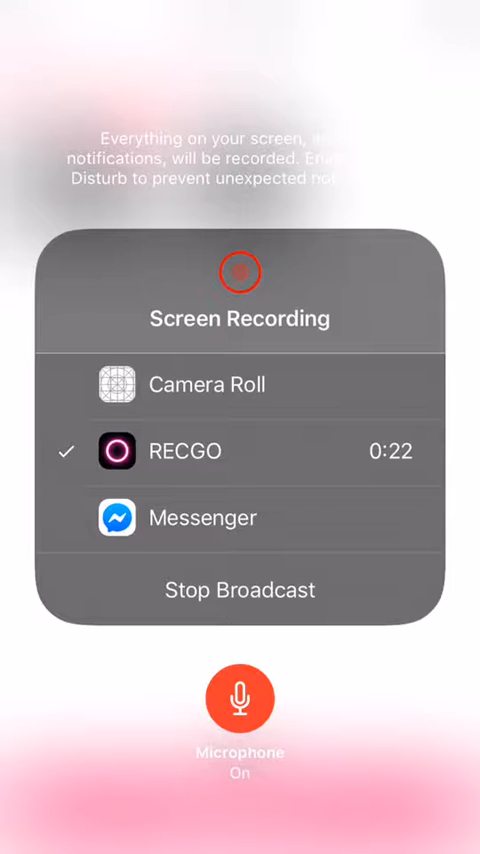 Everything on your screen,
notifications, will be recorded.
Disturb to prevent unexpected
Screen Recording
Camera Roll
RECGO 0:22
Messenger
Stop Broadcast
Microphone
On